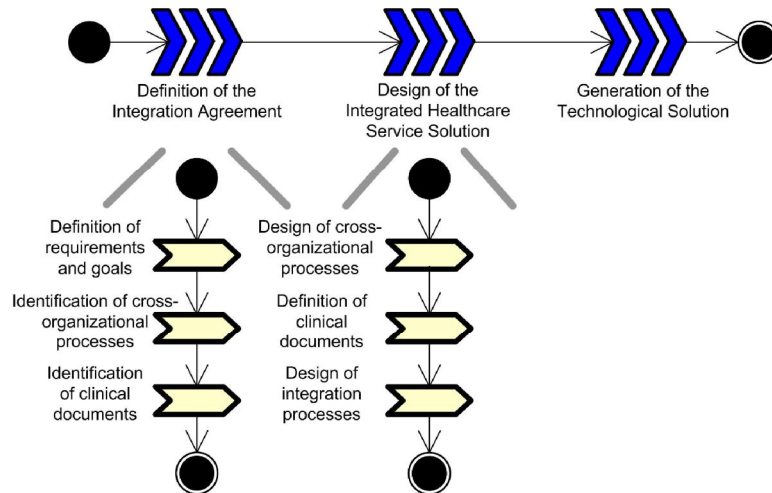 Definition of the
Integration Agreement
Design of the
Integrated Healthcare
Service Solution
Generation of the
Technological Solution
Definition of
requirements
and goals
Identification of cross-
organizational
processes
Identification
of clinical
documents
Design of cross-
organizational
processes
Definition of
clinical
documents
Design of
integration
processes